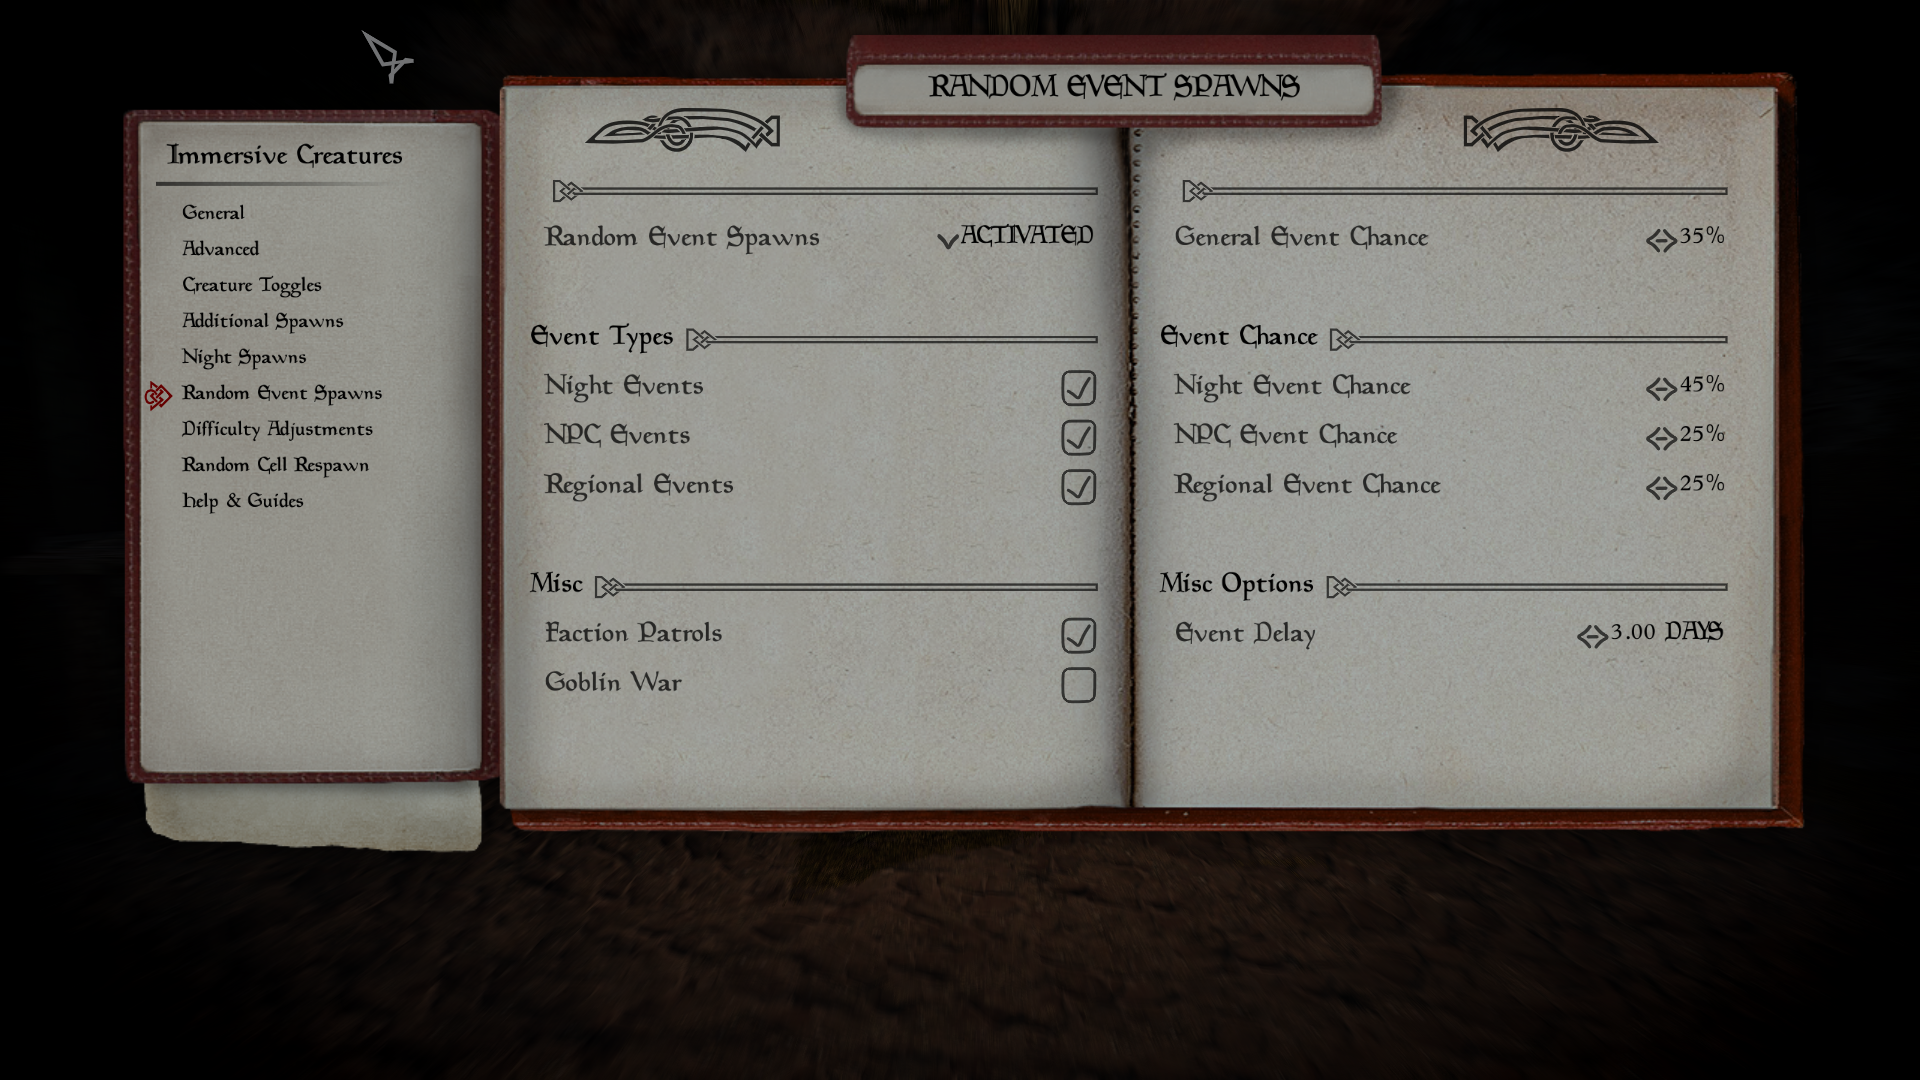 RANDOM EVENT SPAWNS
Immersive Creatures
General
Advanced
Creature Toggles
Additional Spawns
Night Spawns
Random Event Spawns
Difficulty Adjustments
Random Cell Respawn
Help & Guides
Random Event Spawns ACTIVATED
Event Types
Night Events
NPC Events
Regional Events
Misc
Faction Patrols
Goblin War
General Event Chance 35%
Event Chance
Night Event Chance 45%
NPC Event Chance 25%
Regional Event Chance 25%
Misc Options
Event Delay 3.00 DAYS